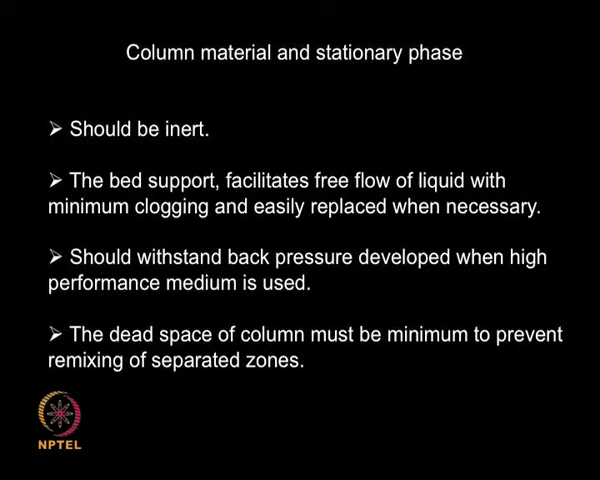 Column material and stationary phase
➤ Should be inert.
➤ The bed support, facilitates free flow of liquid with
minimum clogging and easily replaced when necessary.
➤ Should withstand back pressure developed when high
performance medium is used.
➤ The dead space of column must be minimum to prevent
remixing of separated zones.
NPTEL